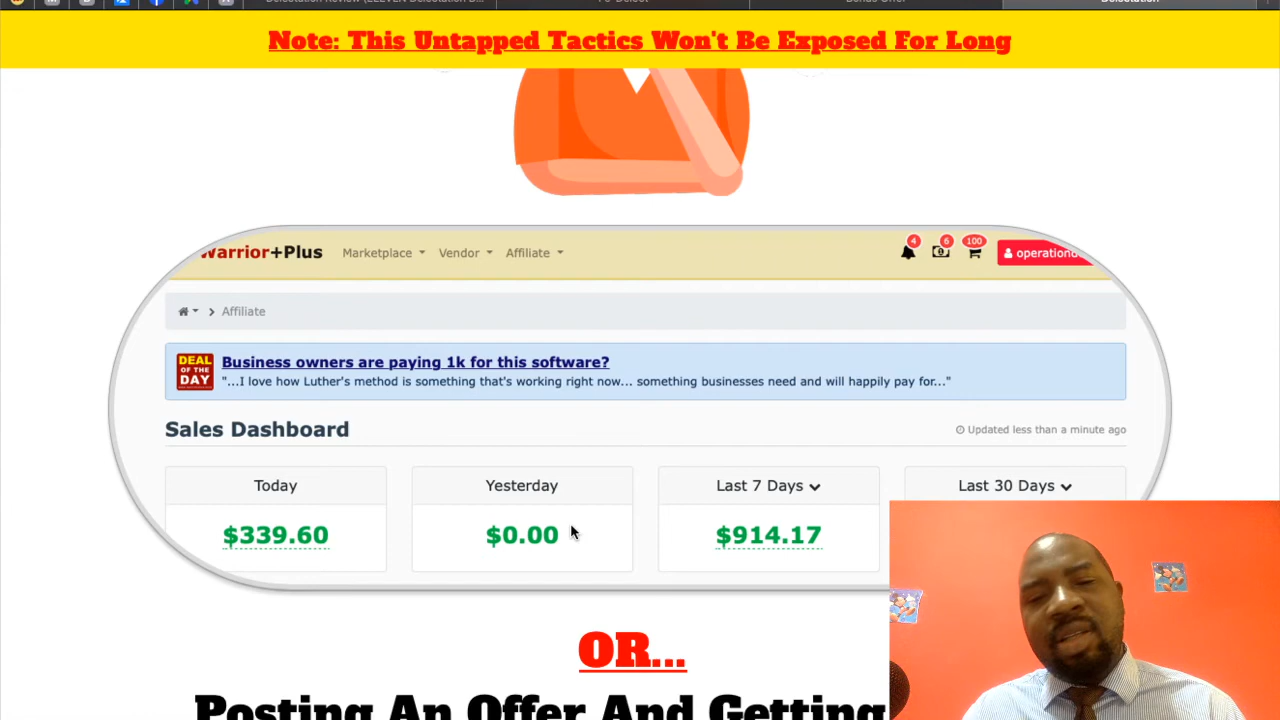 Note: This Untapped Tactics Won't Be Exposed For Long
Warrior+Plus
Marketplace
Vendor
Affiliate
4
6
100
Affiliate
DEAL
OF THE
DAY
Business owners are paying 1k for this software?
"...I love how Luther's method is something that's working right now... something businesses need and will happily pay for..."
Sales Dashboard
Updated less than a minute ago
Today
Yesterday
Last 7 Days
Last 30 Days
$339.60
$0.00
$914.17
OR...
Posting An Offer And Getting